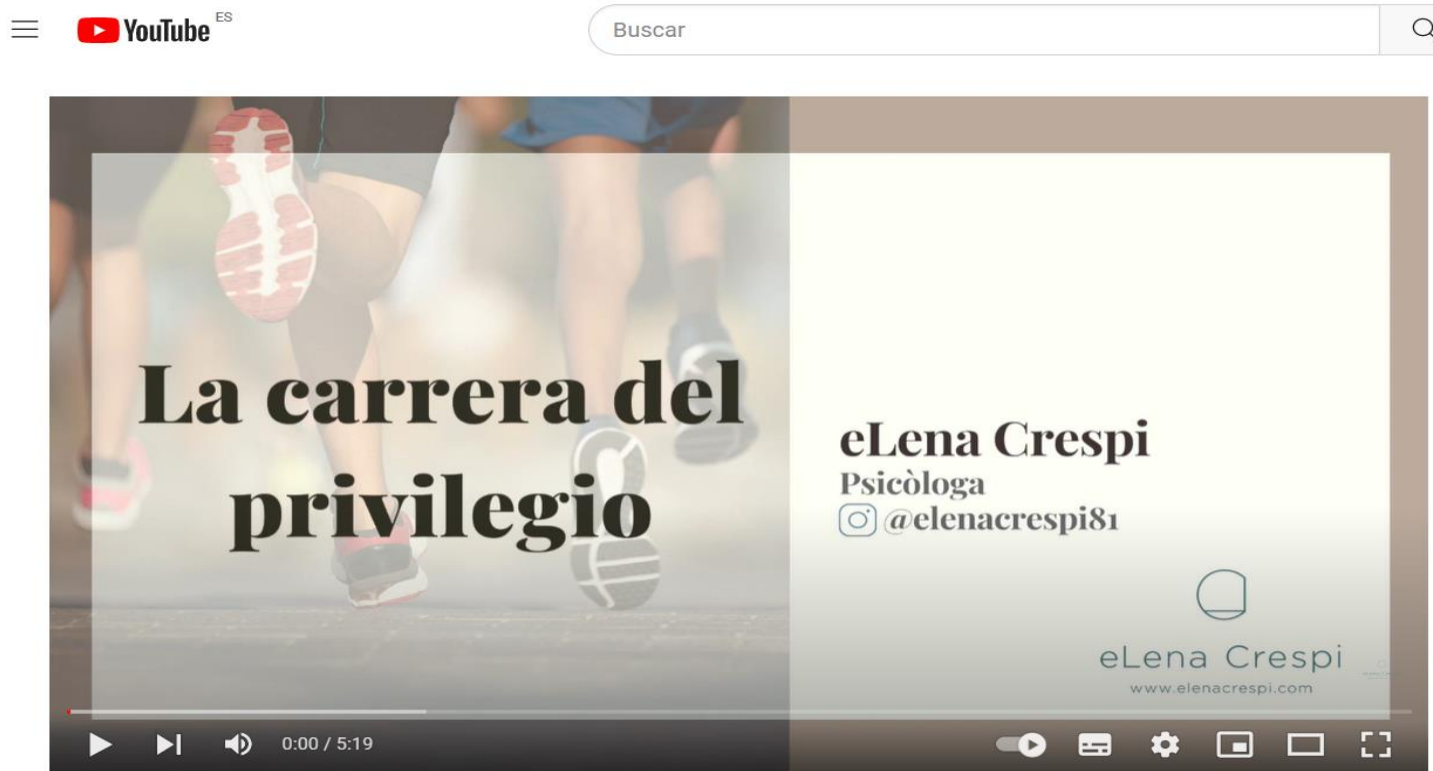 YouTube ES
Buscar
La carrera del
privilegio
eLena Crespi
Psicòloga
@elenacrespi81
eLena Crespi
www.elenacrespi.com
0:00 / 5:19